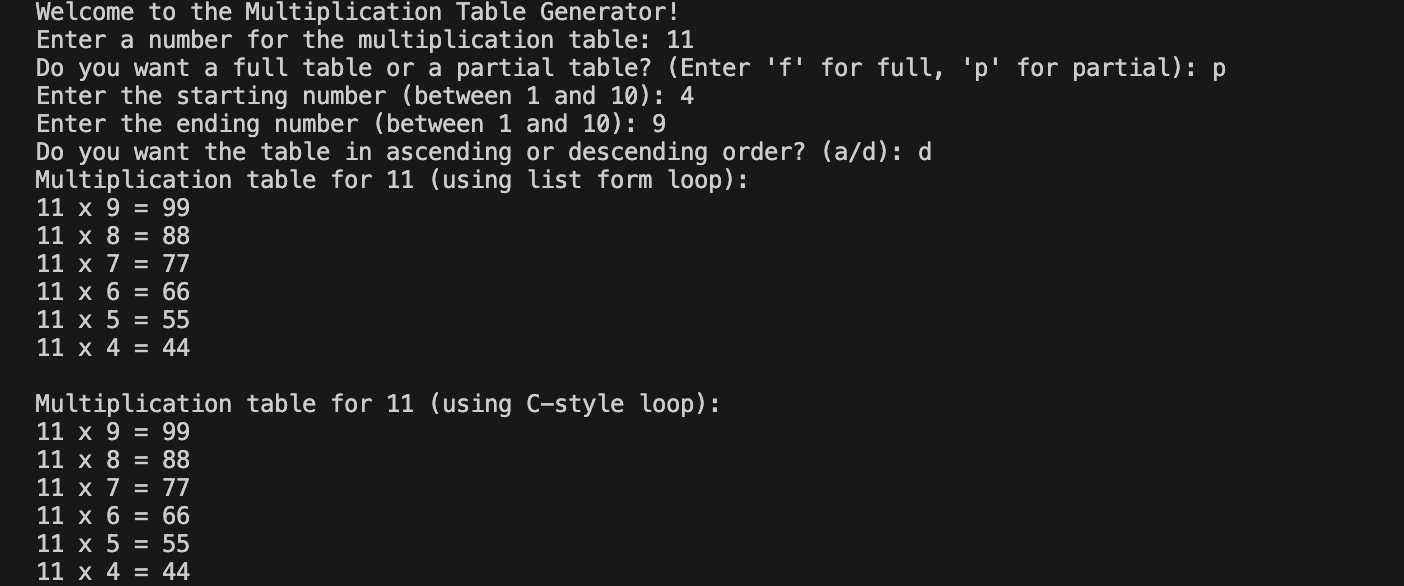 Welcome to the Multiplication Table Generator!
Enter a number for the multiplication table: 11
Do you want a full table or a partial table? (Enter 'f' for full, 'p' for partial): p
Enter the starting number (between 1 and 10): 4
Enter the ending number (between 1 and 10): 9
Do you want the table in ascending or descending order? (a/d): d
Multiplication table for 11 (using list form loop):
11 x 9 = 99
11 x 8 = 88
11 x 7 = 77
11 x 6 = 66
11 x 5 = 55
11 x 4 = 44

Multiplication table for 11 (using C-style loop):
11 x 9 = 99
11 x 8 = 88
11 x 7 = 77
11 x 6 = 66
11 x 5 = 55
11 x 4 = 44